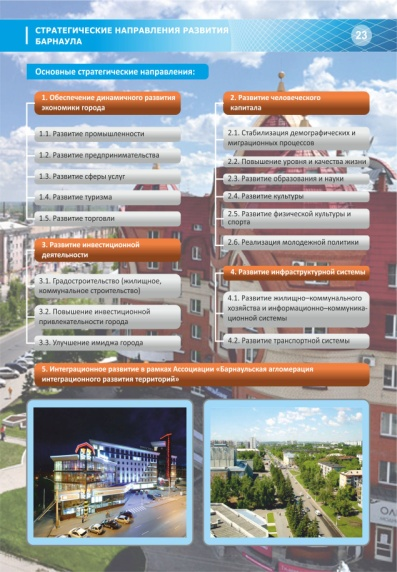 СТРАТЕГИЧЕСКИЕ НАПРАВЛЕНИЯ РАЗВИТИЯ
БАРНАУЛА
23
Основные стратегические направления:
1. Обеспечение динамичного развития
экономики города
1.1. Развитие промышленности
1.2. Развитие предпринимательства
1.3. Развитие сферы услуг
1.4. Развитие туризма
1.5. Развитие торговли
2. Развитие человеческого
капитала
2.1. Стабилизация демографических и
миграционных процессов
2.2. Повышение уровня и качества жизни
2.3. Развитие образования и науки
2.4. Развитие культуры
2.5. Развитие физической культуры и
спорта
2.6. Реализация молодежной политики
3. Развитие инвестиционной
деятельности
3.1. Градостроительство (жилищное,
коммунальное строительство)
3.2. Повышение инвестиционной
привлекательности города
3.3. Улучшение имиджа города
4. Развитие инфраструктурной системы
4.1. Развитие жилищно–коммунального
хозяйства и информационно–коммуника-
ционной системы
4.2. Развитие транспортной системы
5. Интеграционное развитие в рамках Ассоциации «Барнаульская агломерация
интеграционного развития территорий»